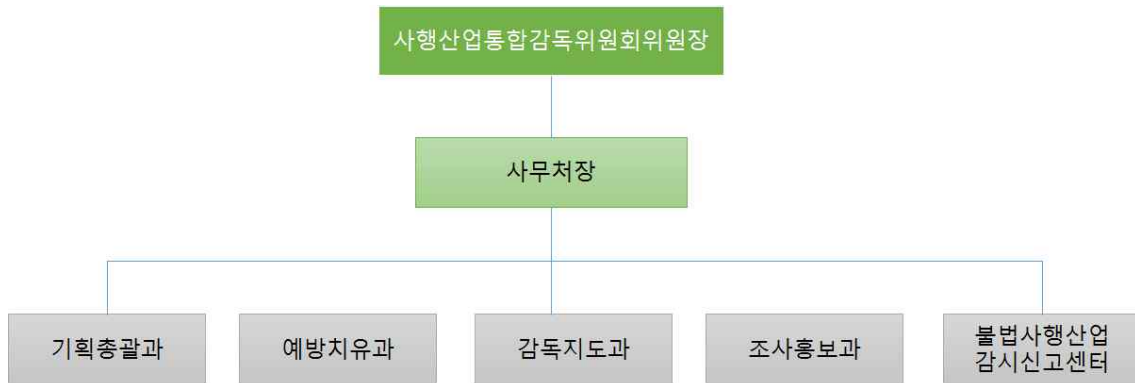 사행산업통합감독위원회위원장
사무처장
기획총괄과
예방치유과
감독지도과
조사홍보과
불법사행산업
감시신고센터